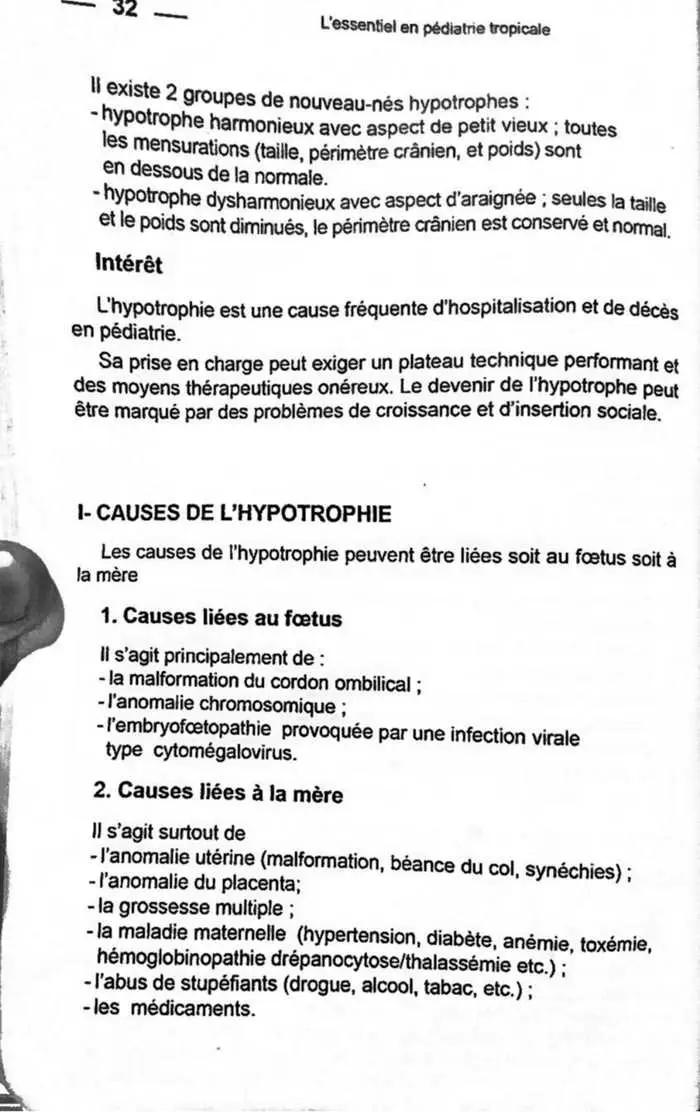 — 32 —
L'essentiel en pédiatrie tropicale
Il existe 2 groupes de nouveau-nés hypotrophes :
- hypotrophe harmonieux avec aspect de petit vieux ; toutes
les mensurations (taille, périmètre crânien, et poids) sont
en dessous de la normale.
- hypotrophe dysharmonieux avec aspect d'araignée ; seules la taille
et le poids sont diminués, le périmètre crânien est conservé et normal.
Intérêt
L'hypotrophie est une cause fréquente d'hospitalisation et de décès
en pédiatrie.
Sa prise en charge peut exiger un plateau technique performant et
des moyens thérapeutiques onéreux. Le devenir de l'hypotrophe peut
être marqué par des problèmes de croissance et d'insertion sociale.
I- CAUSES DE L'HYPOTROPHIE
Les causes de l'hypotrophie peuvent être liées soit au fœtus soit à
la mère
1. Causes liées au fœtus
Il s'agit principalement de :
- la malformation du cordon ombilical ;
- l'anomalie chromosomique ;
- l'embryofœtopathie provoquée par une infection virale
type cytomégalovirus.
2. Causes liées à la mère
Il s'agit surtout de
- l'anomalie utérine (malformation, béance du col, synéchies) ;
- l'anomalie du placenta;
- la grossesse multiple ;
- la maladie maternelle (hypertension, diabète, anémie, toxémie,
hémoglobinopathie drépanocytose/thalassémie etc.) ;
- l'abus de stupéfiants (drogue, alcool, tabac, etc.) ;
- les médicaments.